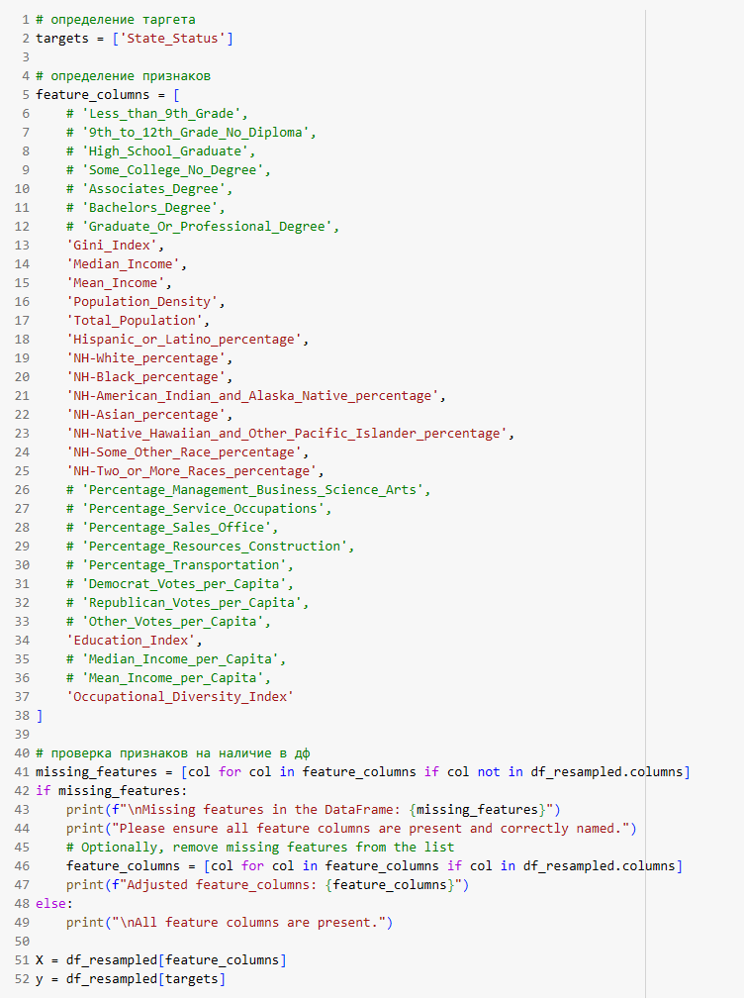 1 # определение таргета
2 targets = ['State_Status']
3
4 # определение признаков
5 feature_columns = [
6     # 'Less_than_9th_Grade',
7     # '9th_to_12th_Grade_No_Diploma',
8     # 'High_School_Graduate',
9     # 'Some_College_No_Degree',
10     # 'Associates_Degree',
11     # 'Bachelors_Degree',
12     # 'Graduate_Or_Professional_Degree',
13     'Gini_Index',
14     'Median_Income',
15     'Mean_Income',
16     'Population_Density',
17     'Total_Population',
18     'Hispanic_or_Latino_percentage',
19     'NH-White_percentage',
20     'NH-Black_percentage',
21     'NH-American_Indian_and_Alaska_Native_percentage',
22     'NH-Asian_percentage',
23     'NH-Native_Hawaiian_and_Other_Pacific_Islander_percentage',
24     'NH-Some_Other_Race_percentage',
25     'NH-Two_or_More_Races_percentage',
26     # 'Percentage_Management_Business_Science_Arts',
27     # 'Percentage_Service_Occupations',
28     # 'Percentage_Sales_Office',
29     # 'Percentage_Resources_Construction',
30     # 'Percentage_Transportation',
31     # 'Democrat_Votes_per_Capita',
32     # 'Republican_Votes_per_Capita',
33     # 'Other_Votes_per_Capita',
34     'Education_Index',
35     # 'Median_Income_per_Capita',
36     # 'Mean_Income_per_Capita',
37     'Occupational_Diversity_Index'
38 ]
39
40 # проверка признаков на наличие в дф
41 missing_features = [col for col in feature_columns if col not in df_resampled.columns]
42 if missing_features:
43     print(f"\nMissing features in the DataFrame: {missing_features}")
44     print("Please ensure all feature columns are present and correctly named.")
45     # Optionally, remove missing features from the list
46     feature_columns = [col for col in feature_columns if col in df_resampled.columns]
47     print(f"Adjusted feature_columns: {feature_columns}")
48 else:
49     print("\nAll feature columns are present.")
50
51 X = df_resampled[feature_columns]
52 y = df_resampled[targets]